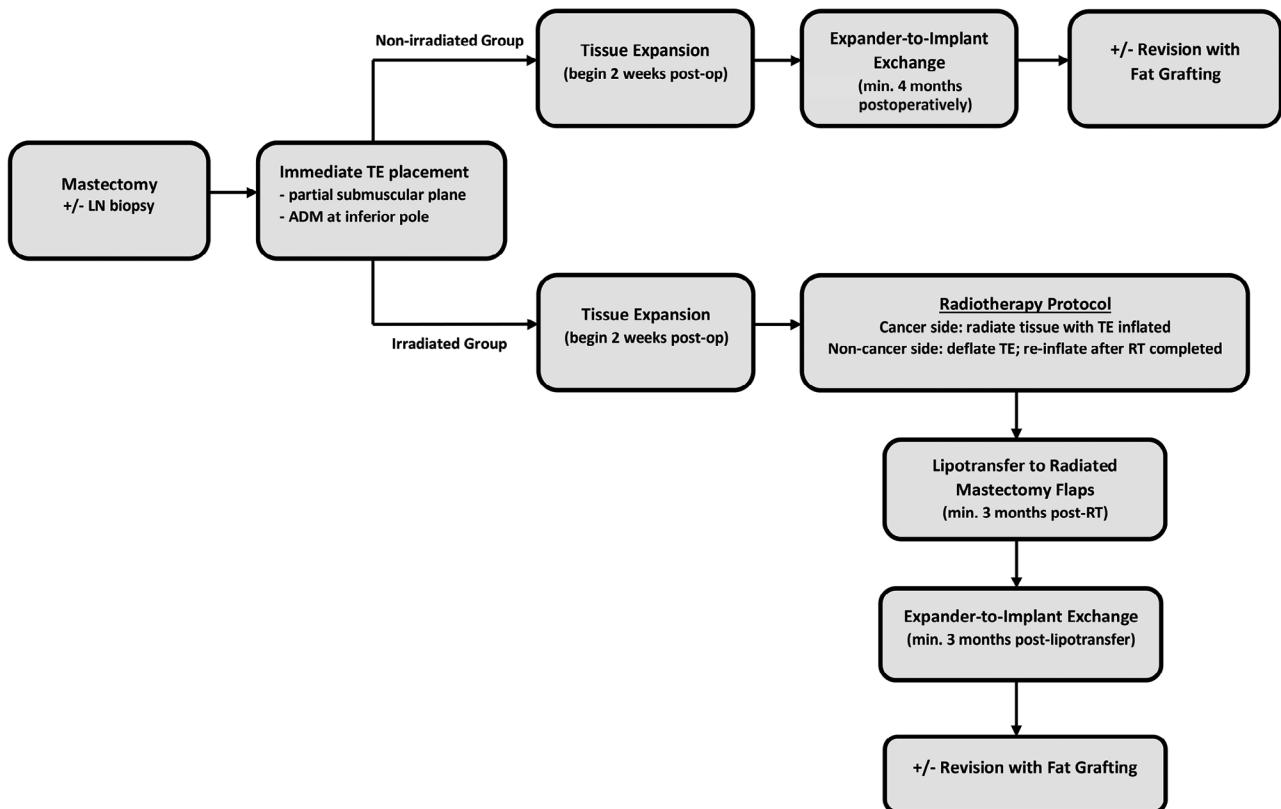 Mastectomy
+/- LN biopsy
Immediate TE placement
- partial submuscular plane
- ADM at inferior pole
Non-irradiated Group
Tissue Expansion
(begin 2 weeks post-op)
Expander-to-Implant
Exchange
(min. 4 months
postoperatively)
+/- Revision with
Fat Grafting
Irradiated Group
Tissue Expansion
(begin 2 weeks post-op)
Radiotherapy Protocol
Cancer side: radiate tissue with TE inflated
Non-cancer side: deflate TE; re-inflate after RT completed
Lipotransfer to Radiated
Mastectomy Flaps
(min. 3 months post-RT)
Expander-to-Implant Exchange
(min. 3 months post-lipotransfer)
+/- Revision with Fat Grafting